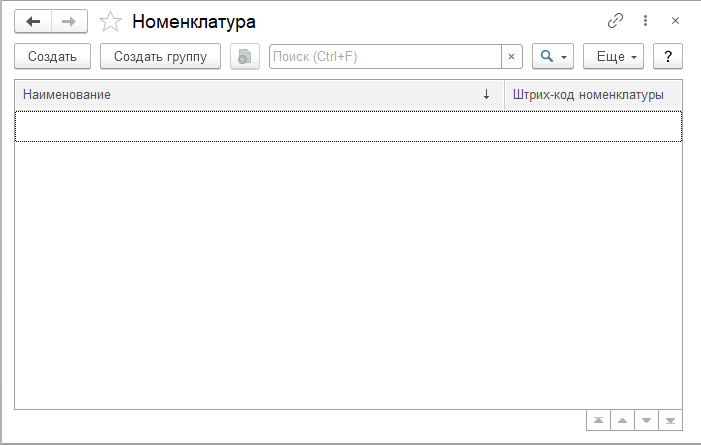 Номенклатура
Создать Создать группу Поиск (Ctrl+F) × Еще ?
Наименование Штрих-код номенклатуры